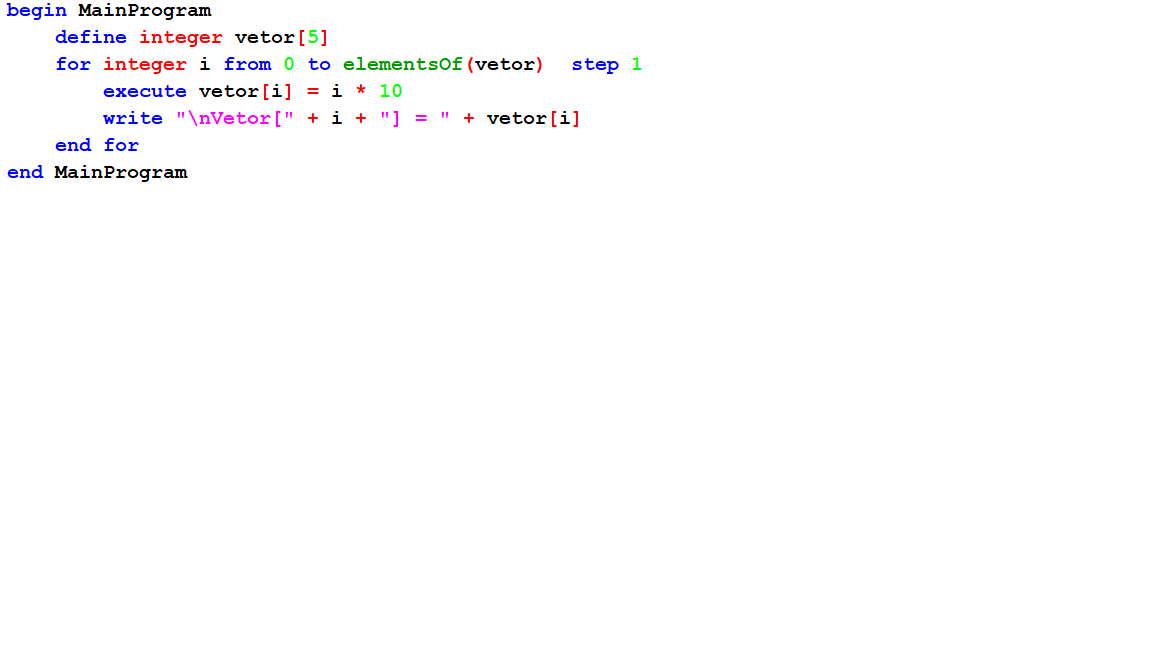 begin MainProgram
    define integer vetor[5]
    for integer i from 0 to elementsOf(vetor)  step 1
        execute vetor[i] = i * 10
        write "\nVetor[" + i + "] = " + vetor[i]
    end for
end MainProgram